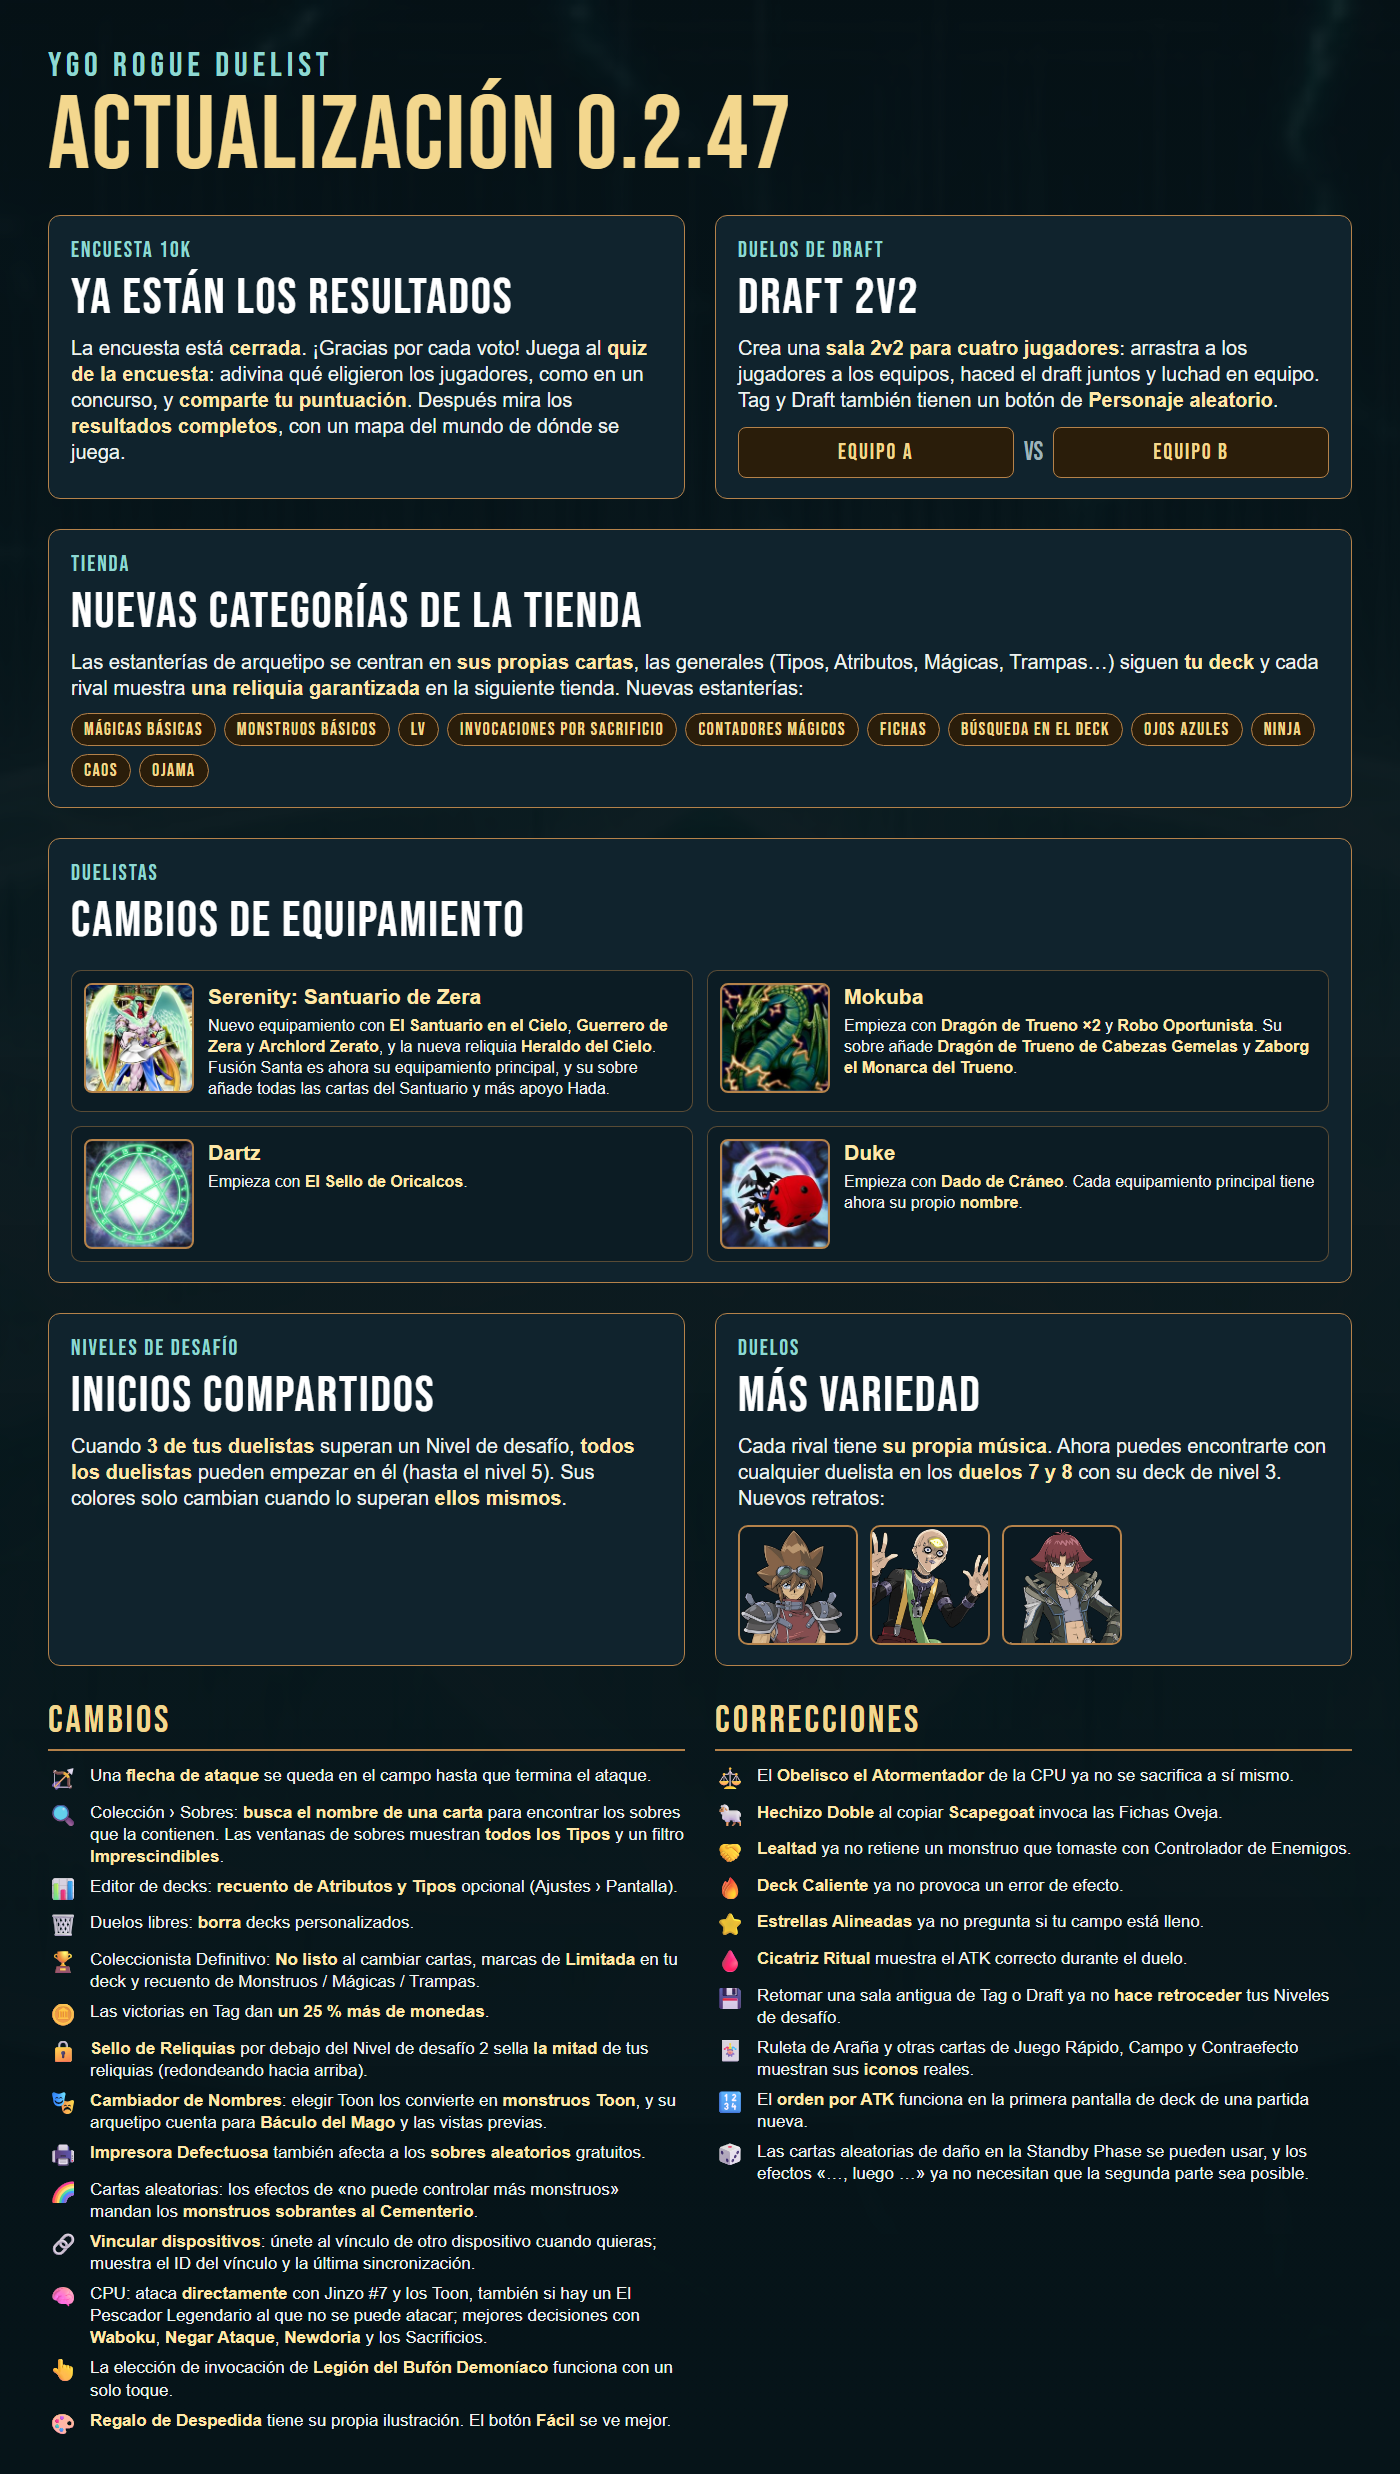 YGO ROGUE DUELIST
ACTUALIZACIÓN 0.2.47
ENCUESTA 10K
YA ESTÁN LOS RESULTADOS
La encuesta está cerrada. ¡Gracias por cada voto! Juega al quiz
de la encuesta: adivina qué eligieron los jugadores, como en un
concurso, y comparte tu puntuación. Después mira los
resultados completos, con un mapa del mundo de dónde se
juega.
DUELOS DE DRAFT
DRAFT 2V2
Crea una sala 2v2 para cuatro jugadores: arrastra a los
jugadores a los equipos, haced el draft juntos y luchad en equipo.
Tag y Draft también tienen un botón de Personaje aleatorio.
EQUIPO A VS EQUIPO B
TIENDA
NUEVAS CATEGORÍAS DE LA TIENDA
Las estanterías de arquetipo se centran en sus propias cartas, las generales (Tipos, Atributos, Mágicas, Trampas…) siguen tu deck y cada
rival muestra una reliquia garantizada en la siguiente tienda. Nuevas estanterías:
MÁGICAS BÁSICAS MONSTRUOS BÁSICOS LV INVOCACIONES POR SACRIFICIO CONTADORES MÁGICOS FICHAS BÚSQUEDA EN EL DECK OJOS AZULES NINJA
CAOS OJAMA
DUELISTAS
CAMBIOS DE EQUIPAMIENTO
Serenity: Santuario de Zera
Nuevo equipamiento con El Santuario en el Cielo, Guerrero de
Zera y Archlord Zerato, y la nueva reliquia Heraldo del Cielo.
Fusión Santa es ahora su equipamiento principal, y su sobre
añade todas las cartas del Santuario y más apoyo Hada.
Mokuba
Empieza con Dragón de Trueno ×2 y Robo Oportunista. Su
sobre añade Dragón de Trueno de Cabezas Gemelas y Zaborg
el Monarca del Trueno.
Dartz
Empieza con El Sello de Oricalcos.
Duke
Empieza con Dado de Cráneo. Cada equipamiento principal tiene
ahora su propio nombre.
NIVELES DE DESAFÍO
INICIOS COMPARTIDOS
Cuando 3 de tus duelistas superan un Nivel de desafío, todos
los duelistas pueden empezar en él (hasta el nivel 5). Sus
colores solo cambian cuando lo superan ellos mismos.
DUELOS
MÁS VARIEDAD
Cada rival tiene su propia música. Ahora puedes encontrarte con
cualquier duelista en los duelos 7 y 8 con su deck de nivel 3.
Nuevos retratos:
CAMBIOS
Una flecha de ataque se queda en el campo hasta que termina el ataque.
Colección › Sobres: busca el nombre de una carta para encontrar los sobres
que la contienen. Las ventanas de sobres muestran todos los Tipos y un filtro
Imprescindibles.
Editor de decks: recuento de Atributos y Tipos opcional (Ajustes › Pantalla).
Duelos libres: borra decks personalizados.
Coleccionista Definitivo: No listo al cambiar cartas, marcas de Limitada en tu
deck y recuento de Monstruos / Mágicas / Trampas.
Las victorias en Tag dan un 25 % más de monedas.
Sello de Reliquias por debajo del Nivel de desafío 2 sella la mitad de tus
reliquias (redondeando hacia arriba).
Cambiador de Nombres: elegir Toon los convierte en monstruos Toon, y su
arquetipo cuenta para Báculo del Mago y las vistas previas.
Impresora Defectuosa también afecta a los sobres aleatorios gratuitos.
Cartas aleatorias: los efectos de «no puede controlar más monstruos»
mandan los monstruos sobrantes al Cementerio.
Vincular dispositivos: únete al vínculo de otro dispositivo cuando quieras;
muestra el ID del vínculo y la última sincronización.
CPU: ataca directamente con Jinzo #7 y los Toon, también si hay un El
Pescador Legendario al que no se puede atacar; mejores decisiones con
Waboku, Negar Ataque, Newdoria y los Sacrificios.
La elección de invocación de Legión del Bufón Demoníaco funciona con un
solo toque.
Regalo de Despedida tiene su propia ilustración. El botón Fácil se ve mejor.
CORRECCIONES
El Obelisco el Atormentador de la CPU ya no se sacrifica a sí mismo.
Hechizo Doble al copiar Scapegoat invoca las Fichas Oveja.
Lealtad ya no retiene un monstruo que tomaste con Controlador de Enemigos.
Deck Caliente ya no provoca un error de efecto.
Estrellas Alineadas ya no pregunta si tu campo está lleno.
Cicatriz Ritual muestra el ATK correcto durante el duelo.
Retomar una sala antigua de Tag o Draft ya no hace retroceder tus Niveles
de desafío.
Ruleta de Araña y otras cartas de Juego Rápido, Campo y Contraefecto
muestran sus iconos reales.
El orden por ATK funciona en la primera pantalla de deck de una partida
nueva.
Las cartas aleatorias de daño en la Standby Phase se pueden usar, y los
efectos «…, luego …» ya no necesitan que la segunda parte sea posible.